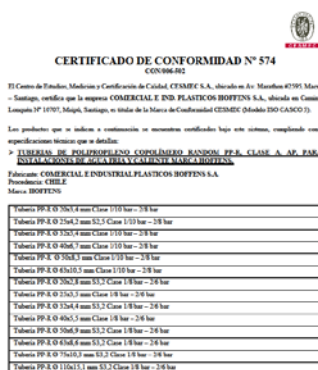 CESMEC
CERTIFICADO DE CONFORMIDAD Nº 574
CON/006-502
El Centro de Estudios, Medición y Certificación de Calidad, CESMEC S.A., ubicada en Av. Marathon #2595 Mac
– Santiago, certifica que la empresa COMERCIAL E IND. PLASTICOS HOFFENS S.A., ubicada en Camin
Lonquén Nº 10707, Maipú, Santiago, es titular de la Marca de Conformidad CESMEC (Modelo ISO CASCO 5).
Los productos que se indican a continuación se encuentran certificados bajo este sistema, cumpliendo con
especificaciones técnicas que se detallan:
➢ TUBERIAS DE POLIPROPILENO COPOLÍMERO RANDOM PP-R, CLASE A, AP, PARA
INSTALACIONES DE AGUA FRIA Y CALIENTE MARCA HOFFENS.
Fabricante: COMERCIAL E INDUSTRIAL PLASTICOS HOFFENS S.A.
Procedencia: CHILE
Marca: HOFFENS
Tubería PP-R Ø 20x3,4 mm Clase 1/10 bar – 2/8 bar
Tubería PP-R Ø 25x4,2 mm S2,5 Clase 1/10 bar – 2/8 bar
Tubería PP-R Ø 32x5,4 mm Clase 1/10 bar – 2/8 bar
Tubería PP-R Ø 40x6,7 mm Clase 1/10 bar – 2/8 bar
Tubería PP-R Ø 50x8,3 mm Clase 1/10 bar – 2/8 bar
Tubería PP-R Ø 63x10,5 mm Clase 1/10 bar – 2/8 bar
Tubería PP-R Ø 20x2,8 mm S3,2 Clase 1/8 bar – 2/6 bar
Tubería PP-R Ø 25x3,5 mm Clase 1/8 bar – 2/6 bar
Tubería PP-R Ø 32x4,4 mm S3,2 Clase 1/8 bar – 2/6 bar
Tubería PP-R Ø 40x5,5 mm Clase 1/8 bar – 2/6 bar
Tubería PP-R Ø 50x6,9 mm S3,2 Clase 1/8 bar – 2/6 bar
Tubería PP-R Ø 63x8,6 mm S3,2 Clase 1/8 bar – 2/6 bar
Tubería PP-R Ø 75x10,3 mm S3,2 Clase 1/8 bar – 2/6 bar
Tubería PP-R Ø 110x15,1 mm S3,2 Clase 1/8 bar – 2/6 bar